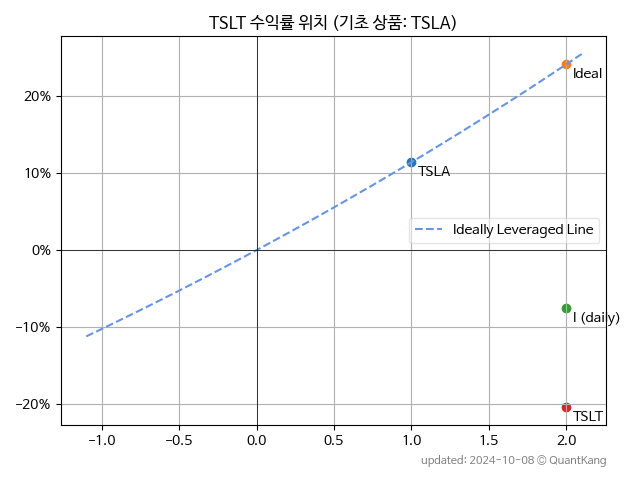 TSLT 수익률 위치 (기초 상품: TSLA)
20%
10%
0%
-10%
-20%
Ideal
TSLA
Ideally Leveraged Line
I (daily)
TSLT
-1.0 -0.5 0.0 0.5 1.0 1.5 2.0
updated: 2024-10-08 © QuantKang